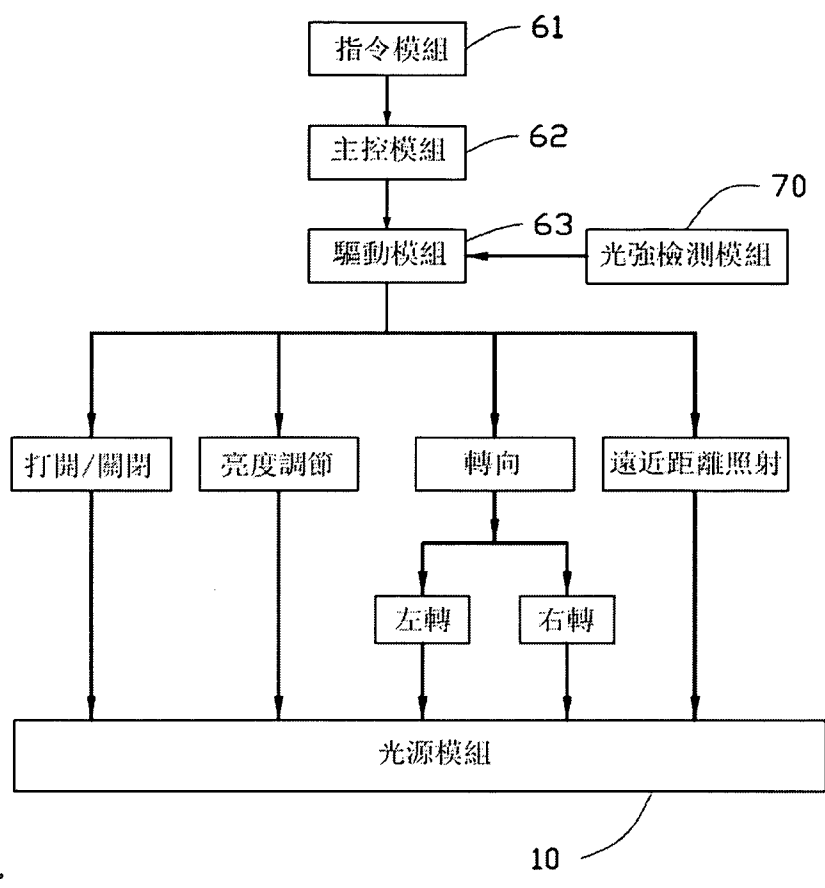 61
指令模組
62
主控模組
70
63
驅動模組
光強檢測模組
打開/關閉
亮度調節
轉向
遠近距離照射
左轉
右轉
光源模組
10